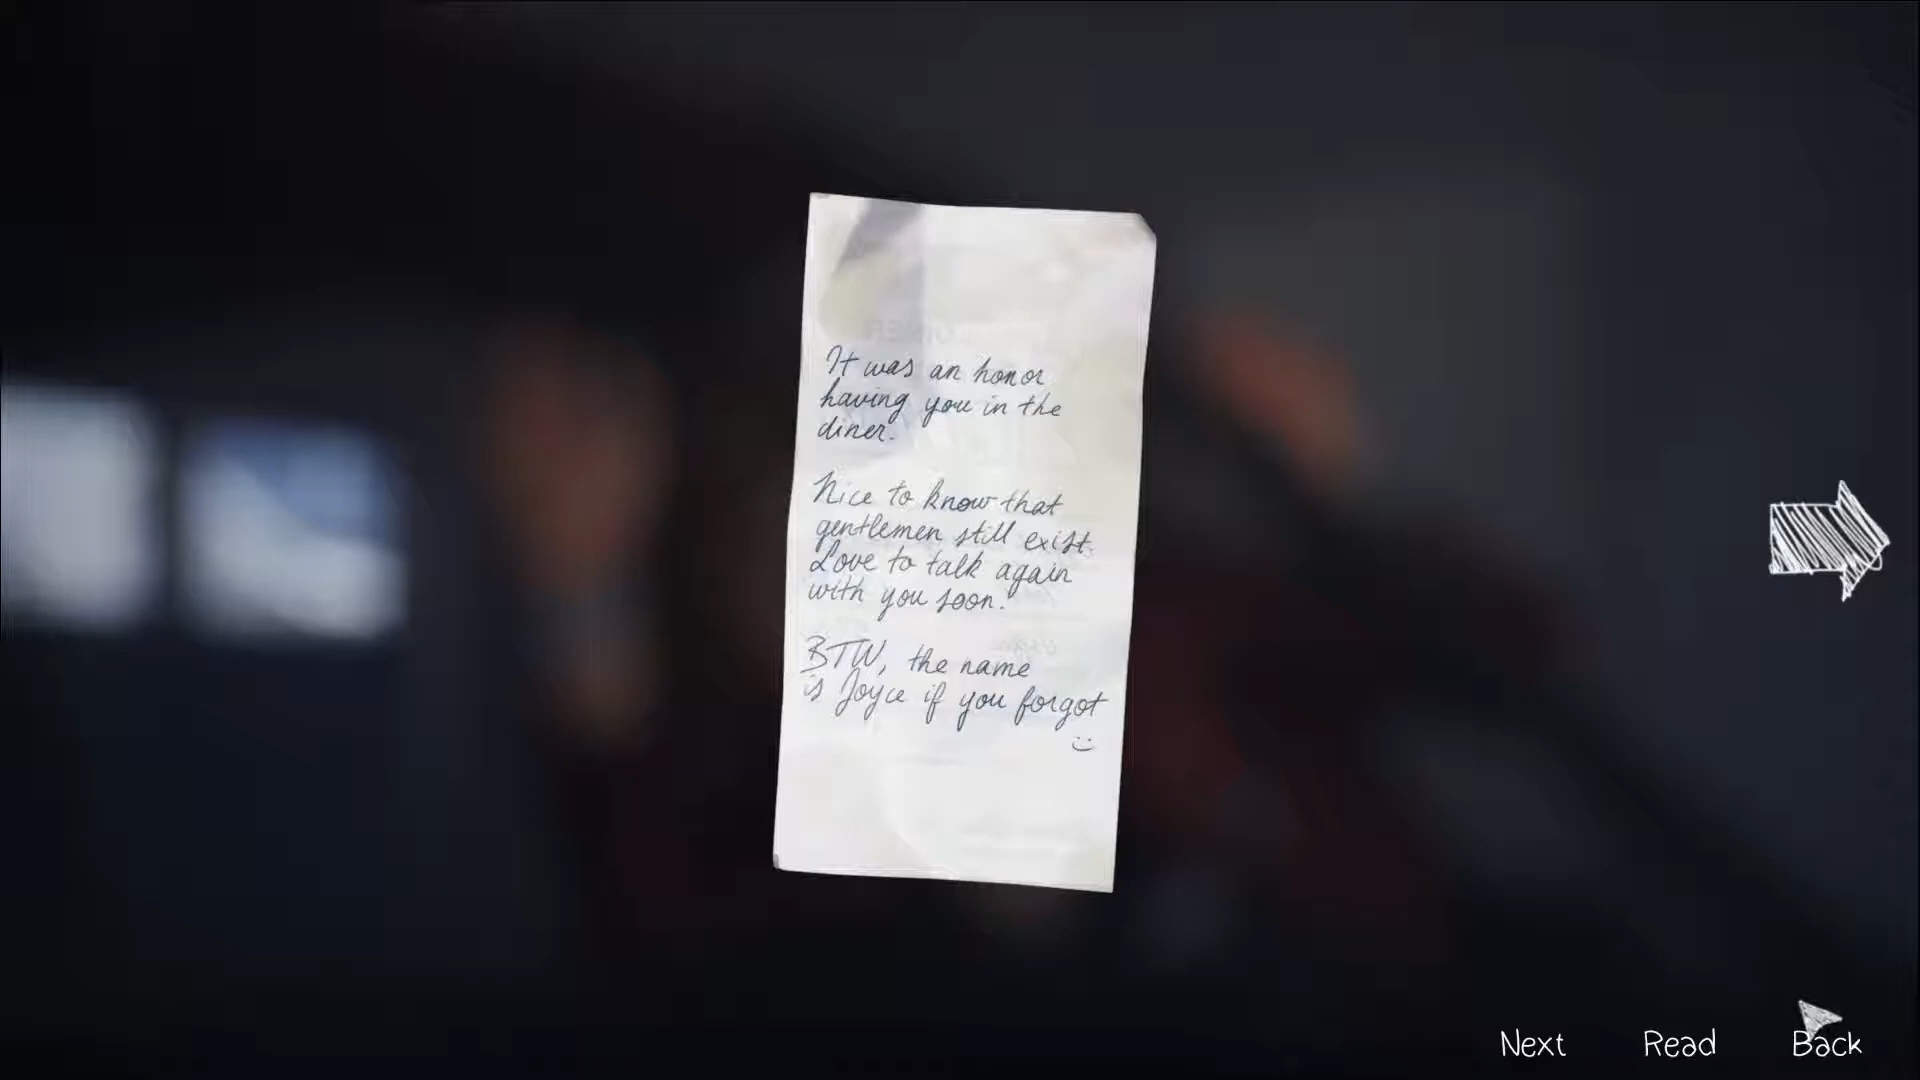 It was an honor
having you in the
diner.
Nice to know that
gentlemen still exist.
Love to talk again
with you soon.
BTW, the name
is Joyce if you forgot
Next Read Back